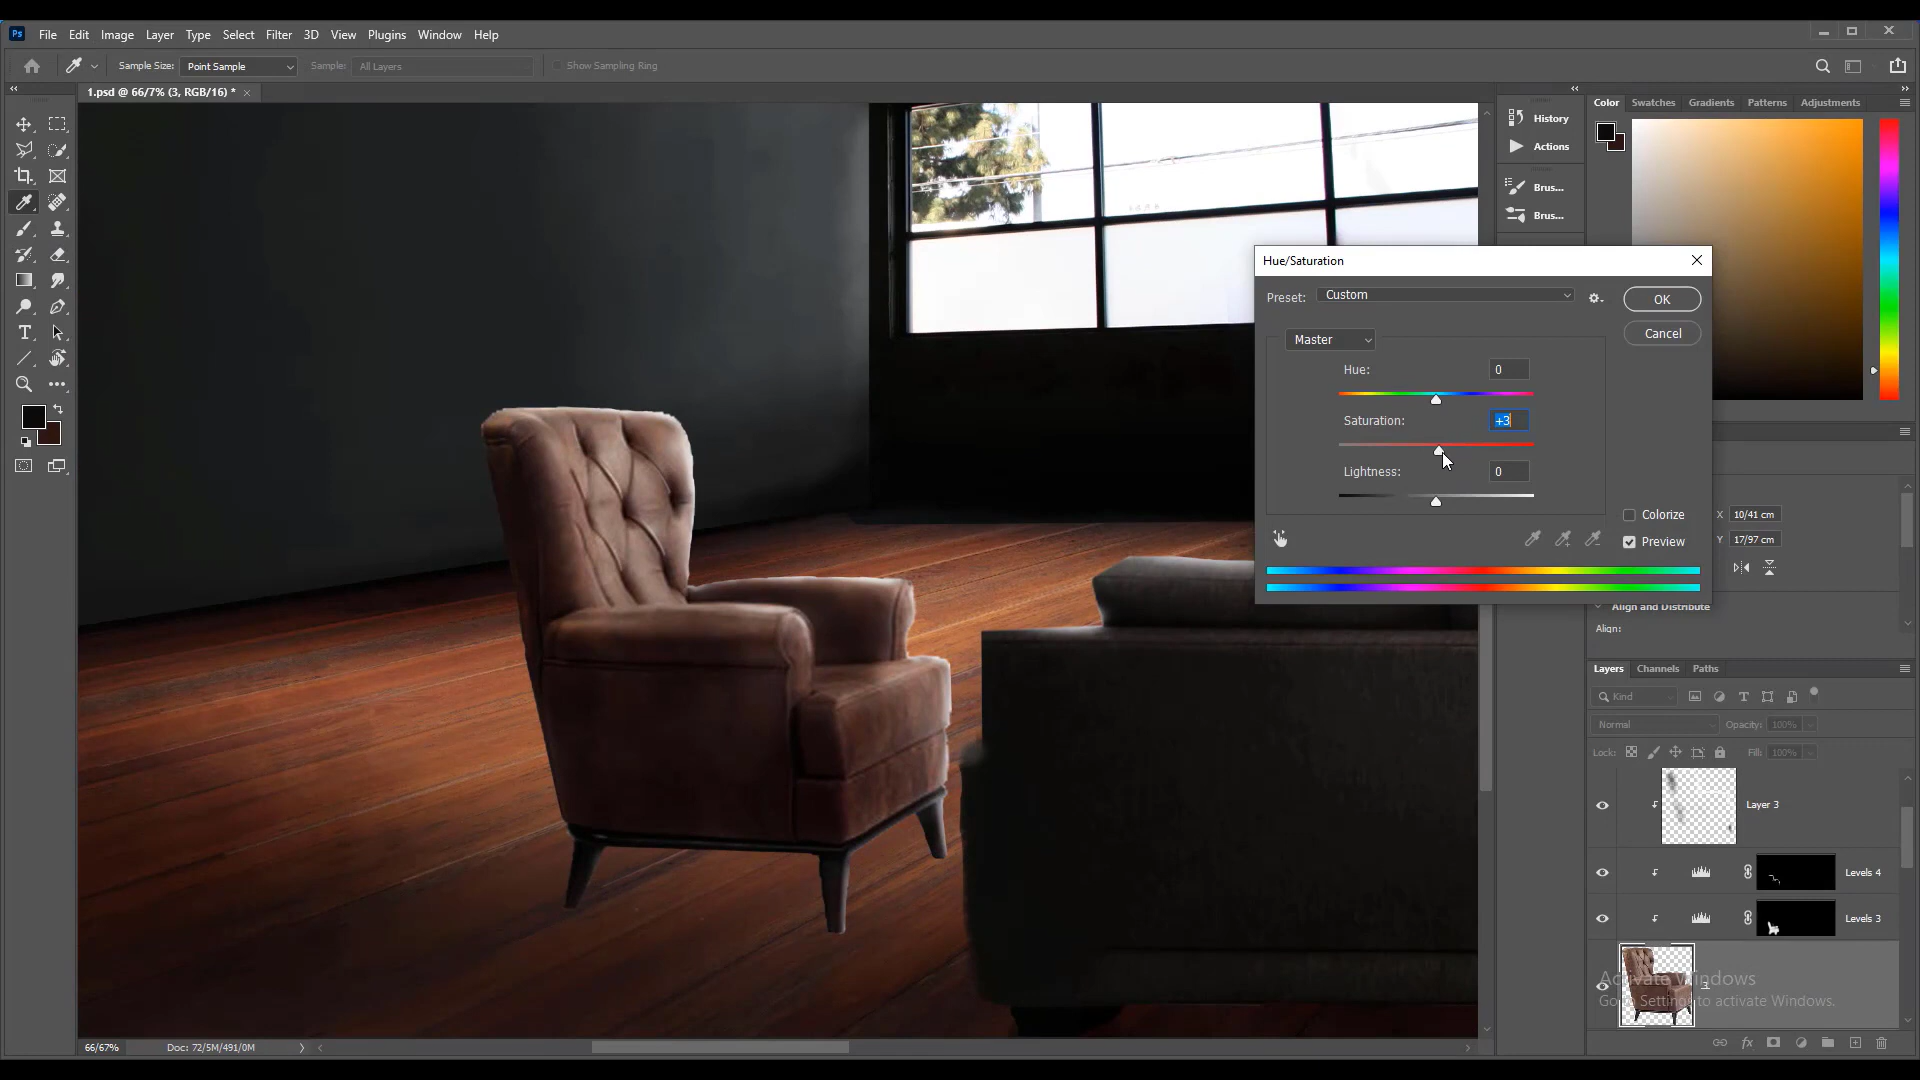 Ps File Edit Image Layer Type Select Filter 3D View Plugins Window Help
Sample Size: Point Sample Sample: All Layers Show Sampling Ring
1.psd @ 66/7% (3, RGB/16) * ×
Color Swatches Gradients Patterns Adjustments
History
Actions
Brus...
Brus...
Hue/Saturation
Preset: Custom OK
Cancel
Master
Hue: 0
Saturation: +3
Lightness: 0
Colorize
Preview
X 10/41 cm
Y 17/97 cm
Align and Distribute
Align:
Layers Channels Paths
Kind
Normal Opacity: 100%
Lock: Fill: 100%
Layer 3
Levels 4
Levels 3
3
Activate Windows
Go to Settings to activate Windows.
66/67% Doc: 72/5M/491/0M